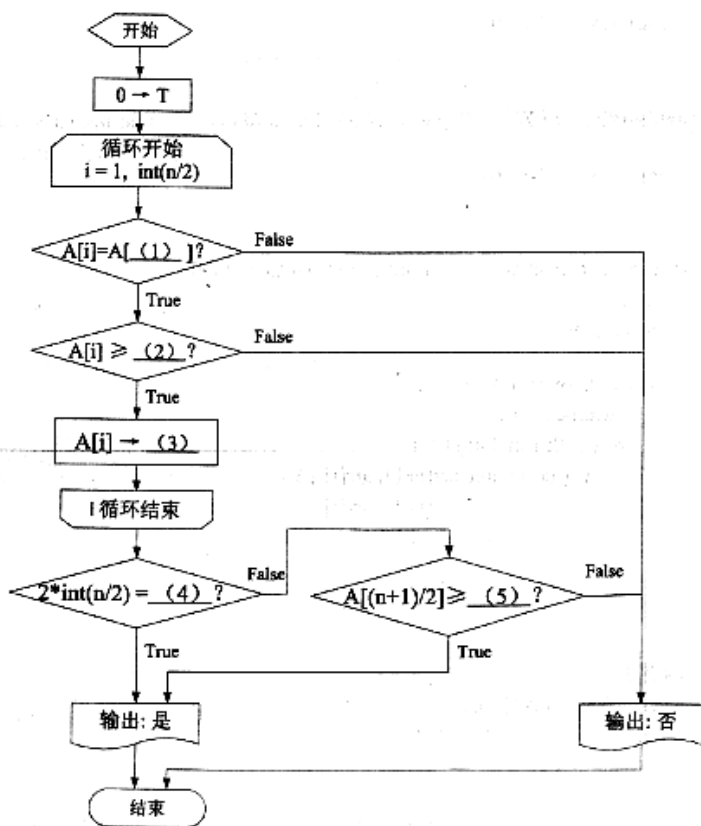 开始
0 → T
循环开始
i = 1, int(n/2)
A[i]=A[ (1) ]?
False
True
A[i] ≥ (2) ?
False
True
A[i] → (3)
I 循环结束
2*int(n/2) = (4) ?
False
A[(n+1)/2]≥ (5) ?
False
True
True
输出: 是
输出: 否
结束